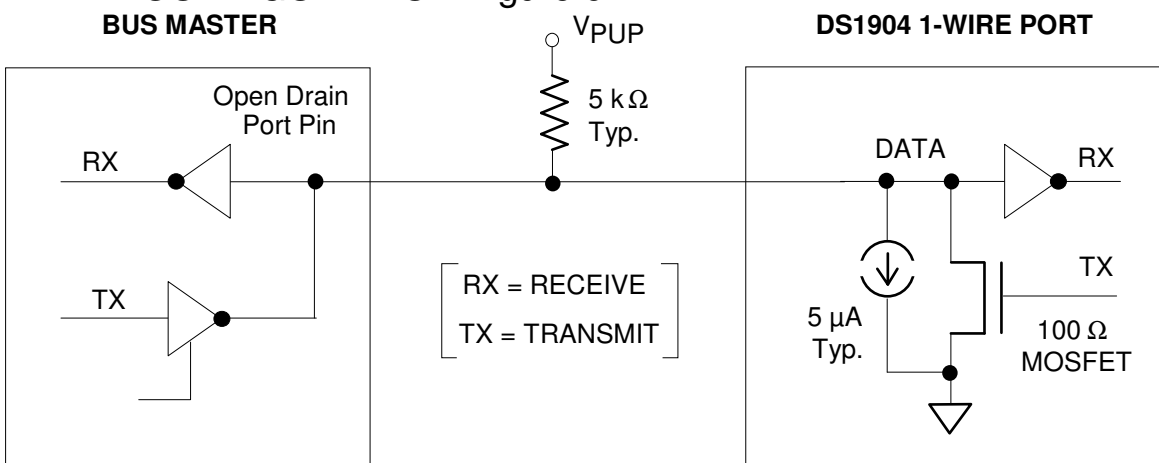 BUS MASTER
VPUP
DS1904 1-WIRE PORT
Open Drain
Port Pin
5 kΩ
Typ.
RX
DATA
RX
TX
RX = RECEIVE
TX = TRANSMIT
5 µA
Typ.
TX
100 Ω
MOSFET